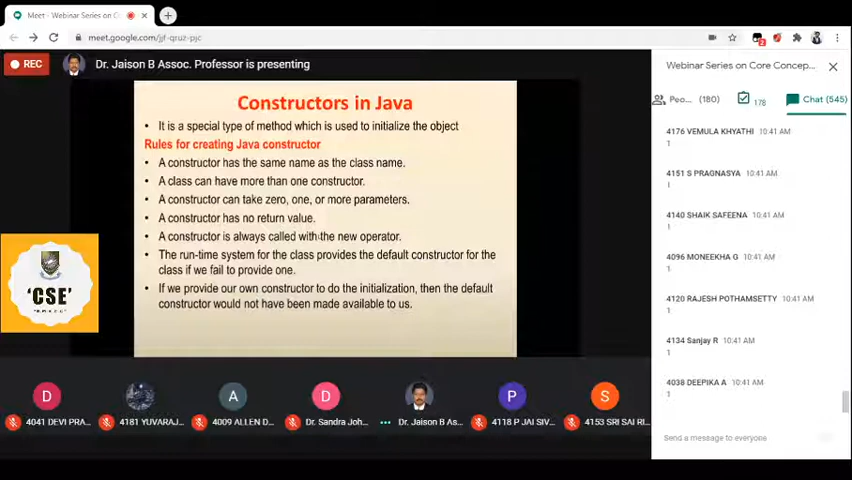 Meet - Webinar Series on C
meet.google.com/jjf-qruz-pjc
2
REC
Dr. Jaison B Assoc. Professor is presenting
Constructors in Java
• It is a special type of method which is used to initialize the object
Rules for creating Java constructor
• A constructor has the same name as the class name.
• A class can have more than one constructor.
• A constructor can take zero, one, or more parameters.
• A constructor has no return value.
• A constructor is always called with the new operator.
• The run-time system for the class provides the default constructor for the
class if we fail to provide one.
• If we provide our own constructor to do the initialization, then the default
constructor would not have been made available to us.
'CSE'
D
A
D
P
S
4041 DEVI PRA...
4181 YUVARAJ...
4009 ALLEN D...
Dr. Sandra Joh...
Dr. Jaison B As...
4118 P JAI SIV...
4153 SRI SAI RI...
Webinar Series on Core Concep...
Peo... (180)
178
Chat (545)
4176 VEMULA KHYATHI 10:41 AM
1
4151 S PRAGNASYA 10:41 AM
1
4140 SHAIK SAFEENA 10:41 AM
1
4096 MONEEKHA G 10:41 AM
1
4120 RAJESH POTHAMSETTY 10:41 AM
1
4134 Sanjay R 10:41 AM
1
4038 DEEPIKA A 10:41 AM
1
Send a message to everyone